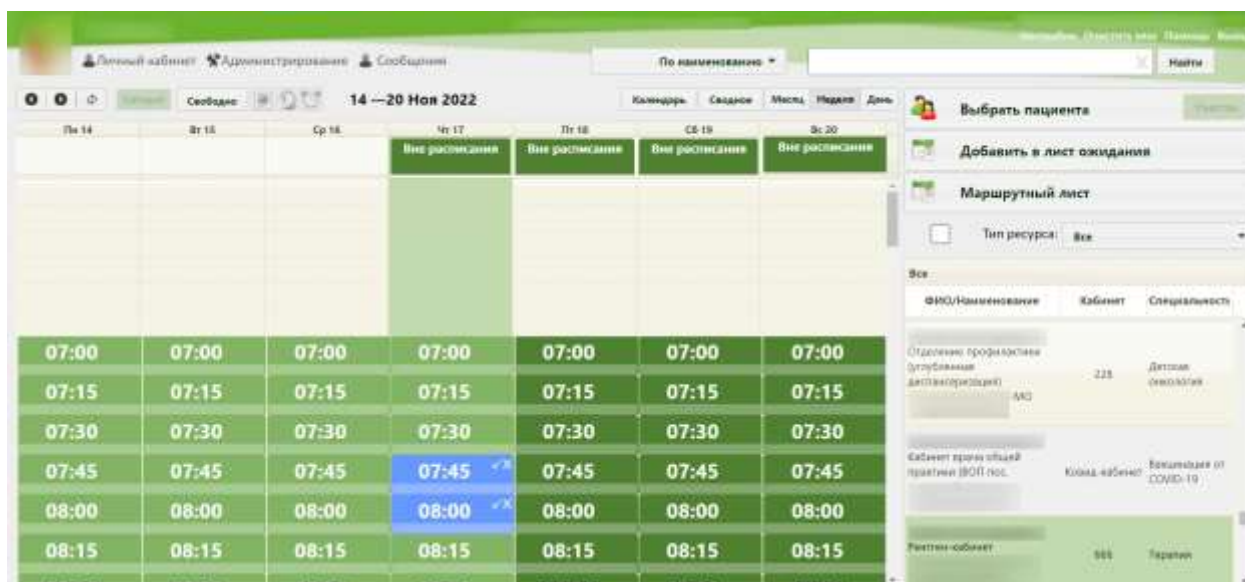 Личный кабинет Администрирование Сообщения По наименованию Найти
Свободно 14 —20 Ноя 2022 Календарь Сводное Месяц Неделя День
Пн 14 Вт 15 Ср 16 Чт 17 Пт 18 Сб 19 Вс 20
Вне расписания Вне расписания Вне расписания Вне расписания
07:00 07:00 07:00 07:00 07:00 07:00 07:00
07:15 07:15 07:15 07:15 07:15 07:15 07:15
07:30 07:30 07:30 07:30 07:30 07:30 07:30
07:45 07:45 07:45 07:45 07:45 07:45 07:45
08:00 08:00 08:00 08:00 08:00 08:00 08:00
08:15 08:15 08:15 08:15 08:15 08:15 08:15
Выбрать пациента
Добавить в лист ожидания
Маршрутный лист
Тип ресурса: Все
Все
ФИО/Наименование Кабинет Специальность
Отделение профилактики
(углубленная
диспансеризация)
МО
Детская
онкология
Кабинет врача общей
практики (ВОП пос.
Ковид-кабинет
Вакцинация от
COVID-19
Рентген-кабинет
Терапия